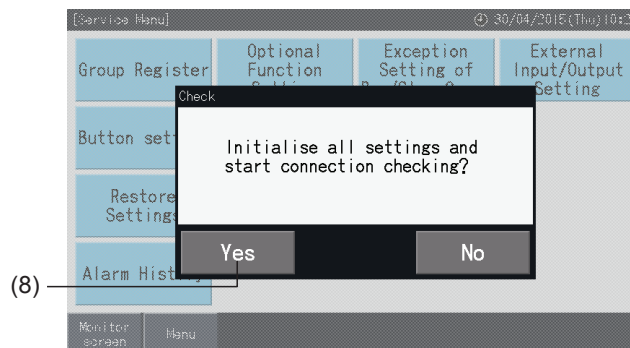 [Service Menu] 30/04/2015(Thu)10:
Group Register
Optional
Function
Exception
Setting of
External
Input/Output
Setting
Check
Button set
Initialise all settings and
start connection checking?
Restore
Settings
Yes
No
Alarm Hist
(8)
Monitor
screen
Menu